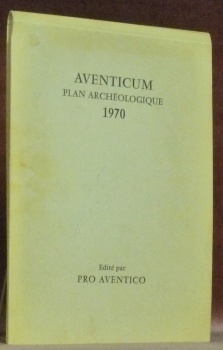 AVENTICUM
PLAN ARCHÉOLOGIQUE
1970
Edité par
PRO AVENTICO